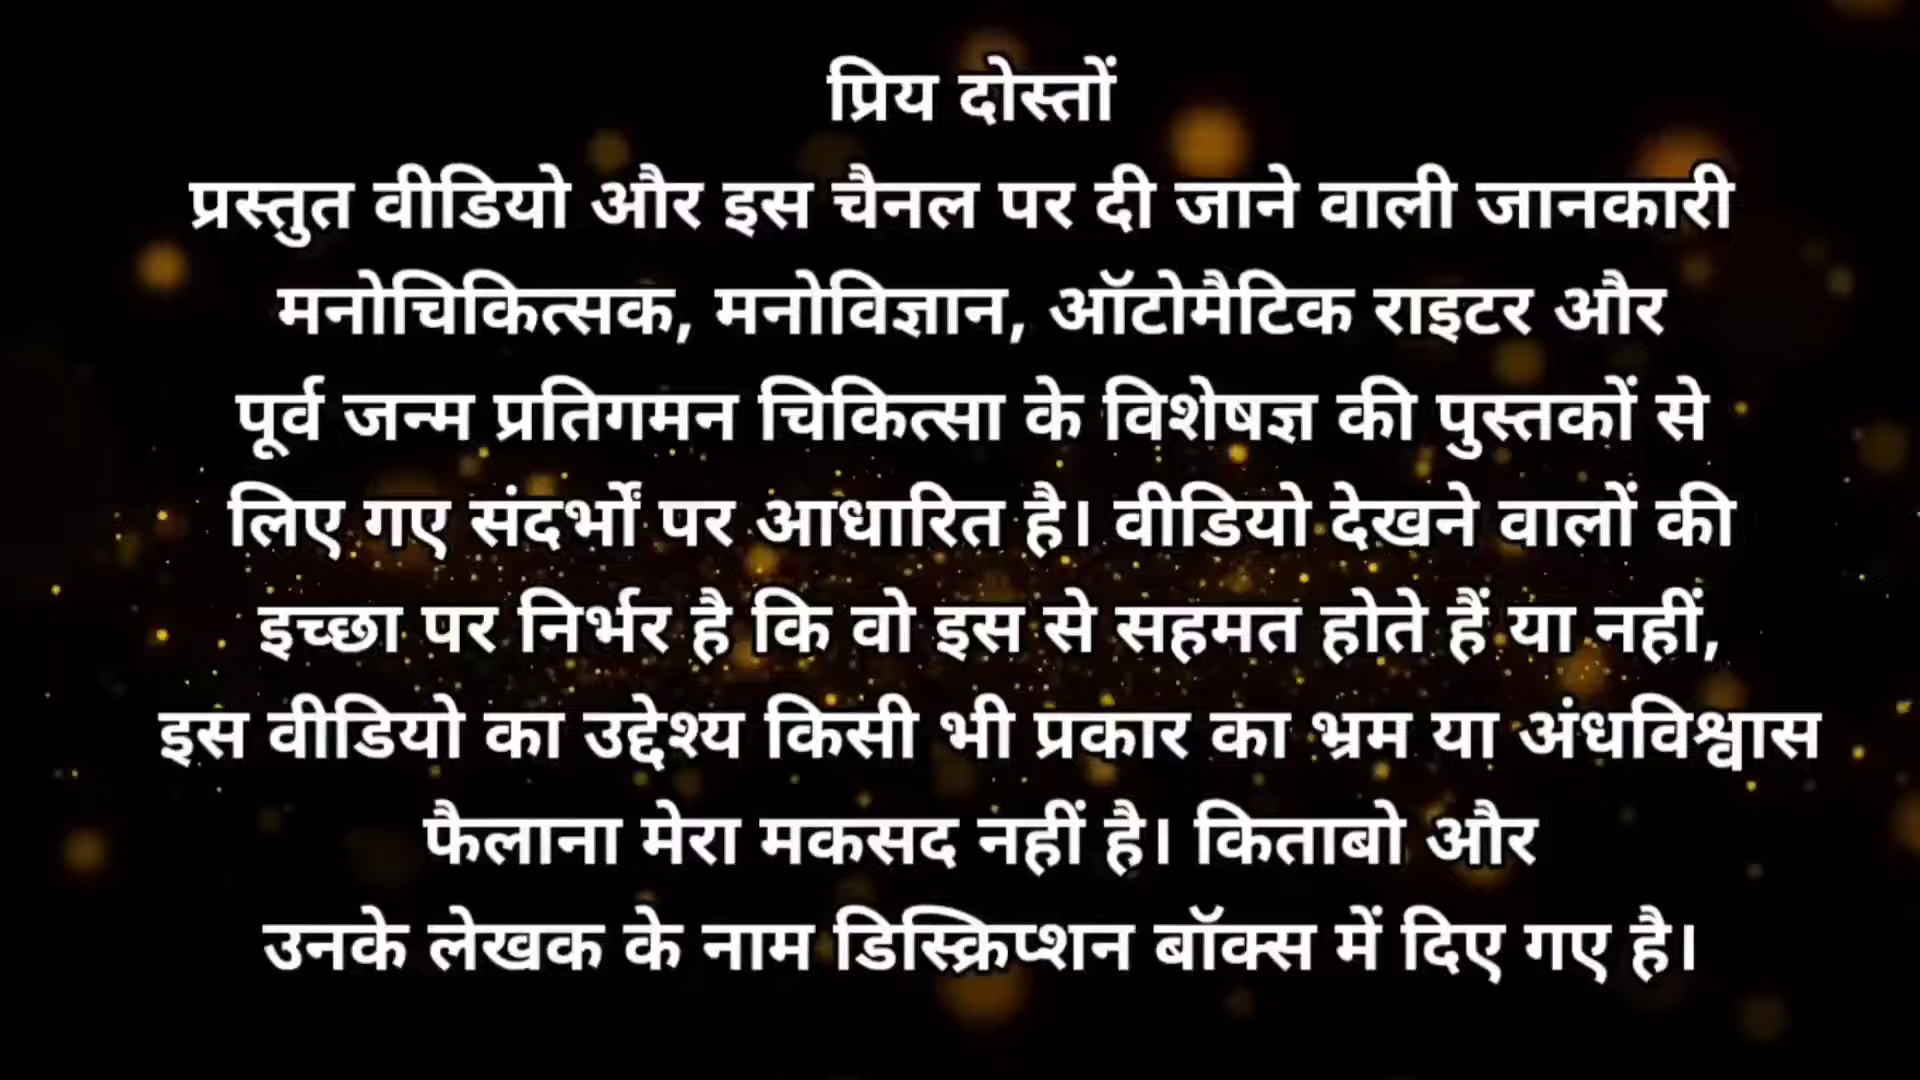 प्रिय दोस्तों
प्रस्तुत वीडियो और इस चैनल पर दी जाने वाली जानकारी
मनोचिकित्सक, मनोविज्ञान, ऑटोमैटिक राइटर और
पूर्व जन्म प्रतिगमन चिकित्सा के विशेषज्ञ की पुस्तकों से
लिए गए संदर्भों पर आधारित है। वीडियो देखने वालों की
इच्छा पर निर्भर है कि वो इस से सहमत होते हैं या नहीं,
इस वीडियो का उद्देश्य किसी भी प्रकार का भ्रम या अंधविश्वास
फैलाना मेरा मकसद नहीं है। किताबो और
उनके लेखक के नाम डिस्क्रिप्शन बॉक्स में दिए गए है।